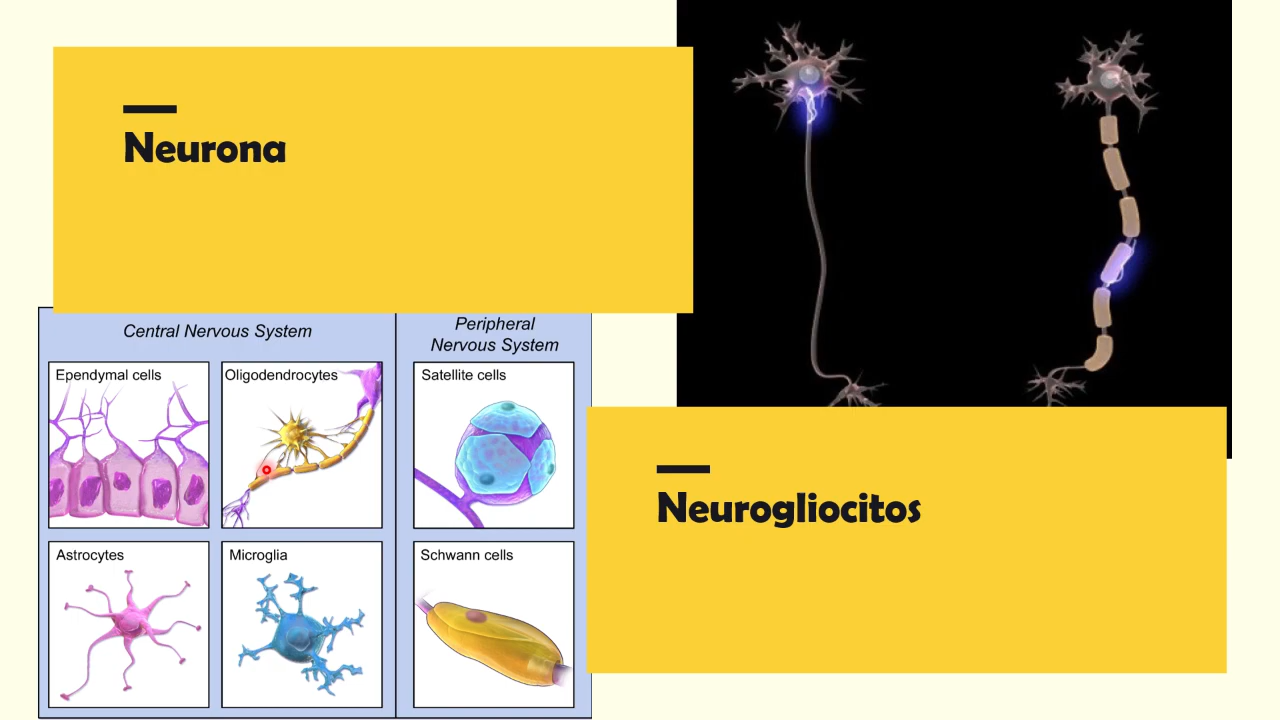 Neurona
Central Nervous System
Peripheral
Nervous System
Ependymal cells
Oligodendrocytes
Satellite cells
Astrocytes
Microglia
Schwann cells
Neurogliocitos